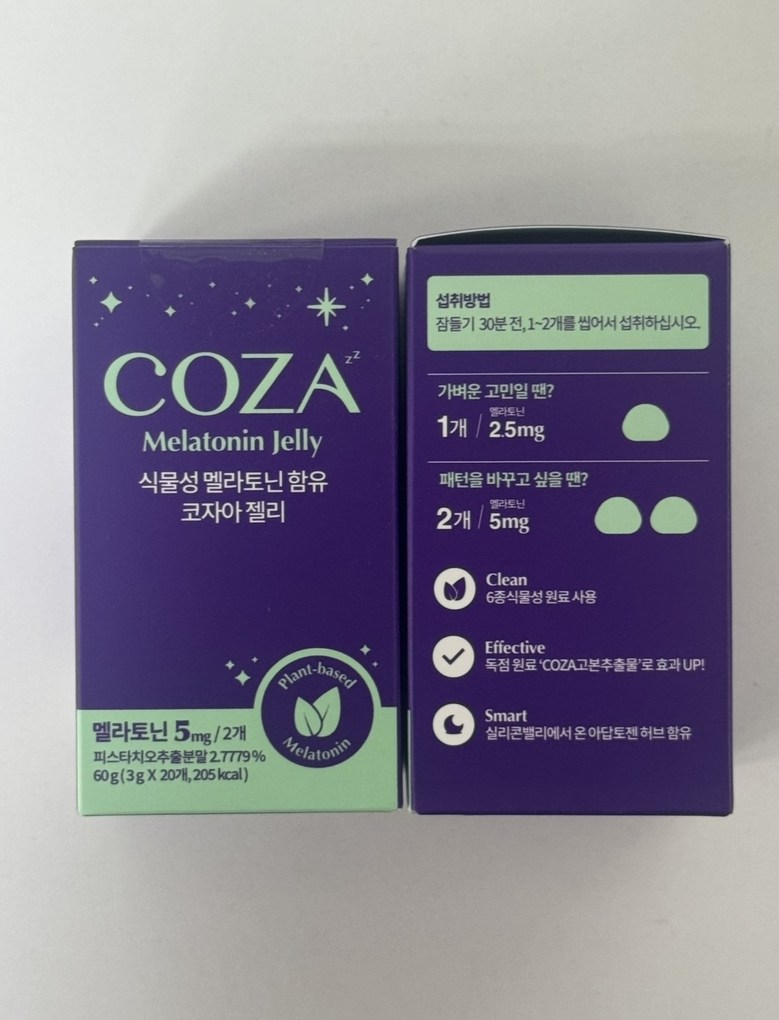 COZA zz
Melatonin Jelly
식물성 멜라토닌 함유
코자아 젤리
Plant-based
Melatonin
멜라토닌 5mg / 2개
피스타치오추출분말 2.7779%
60g (3g X 20개, 205 kcal)
섭취방법
잠들기 30분 전, 1~2개를 씹어서 섭취하십시오.
가벼운 고민일 땐?
멜라토닌
1개 / 2.5mg
패턴을 바꾸고 싶을 땐?
멜라토닌
2개 / 5mg
Clean
6종식물성 원료 사용
Effective
독점 원료 ‘COZA고본추출물’로 효과 UP!
Smart
실리콘밸리에서 온 아답토젠 허브 함유